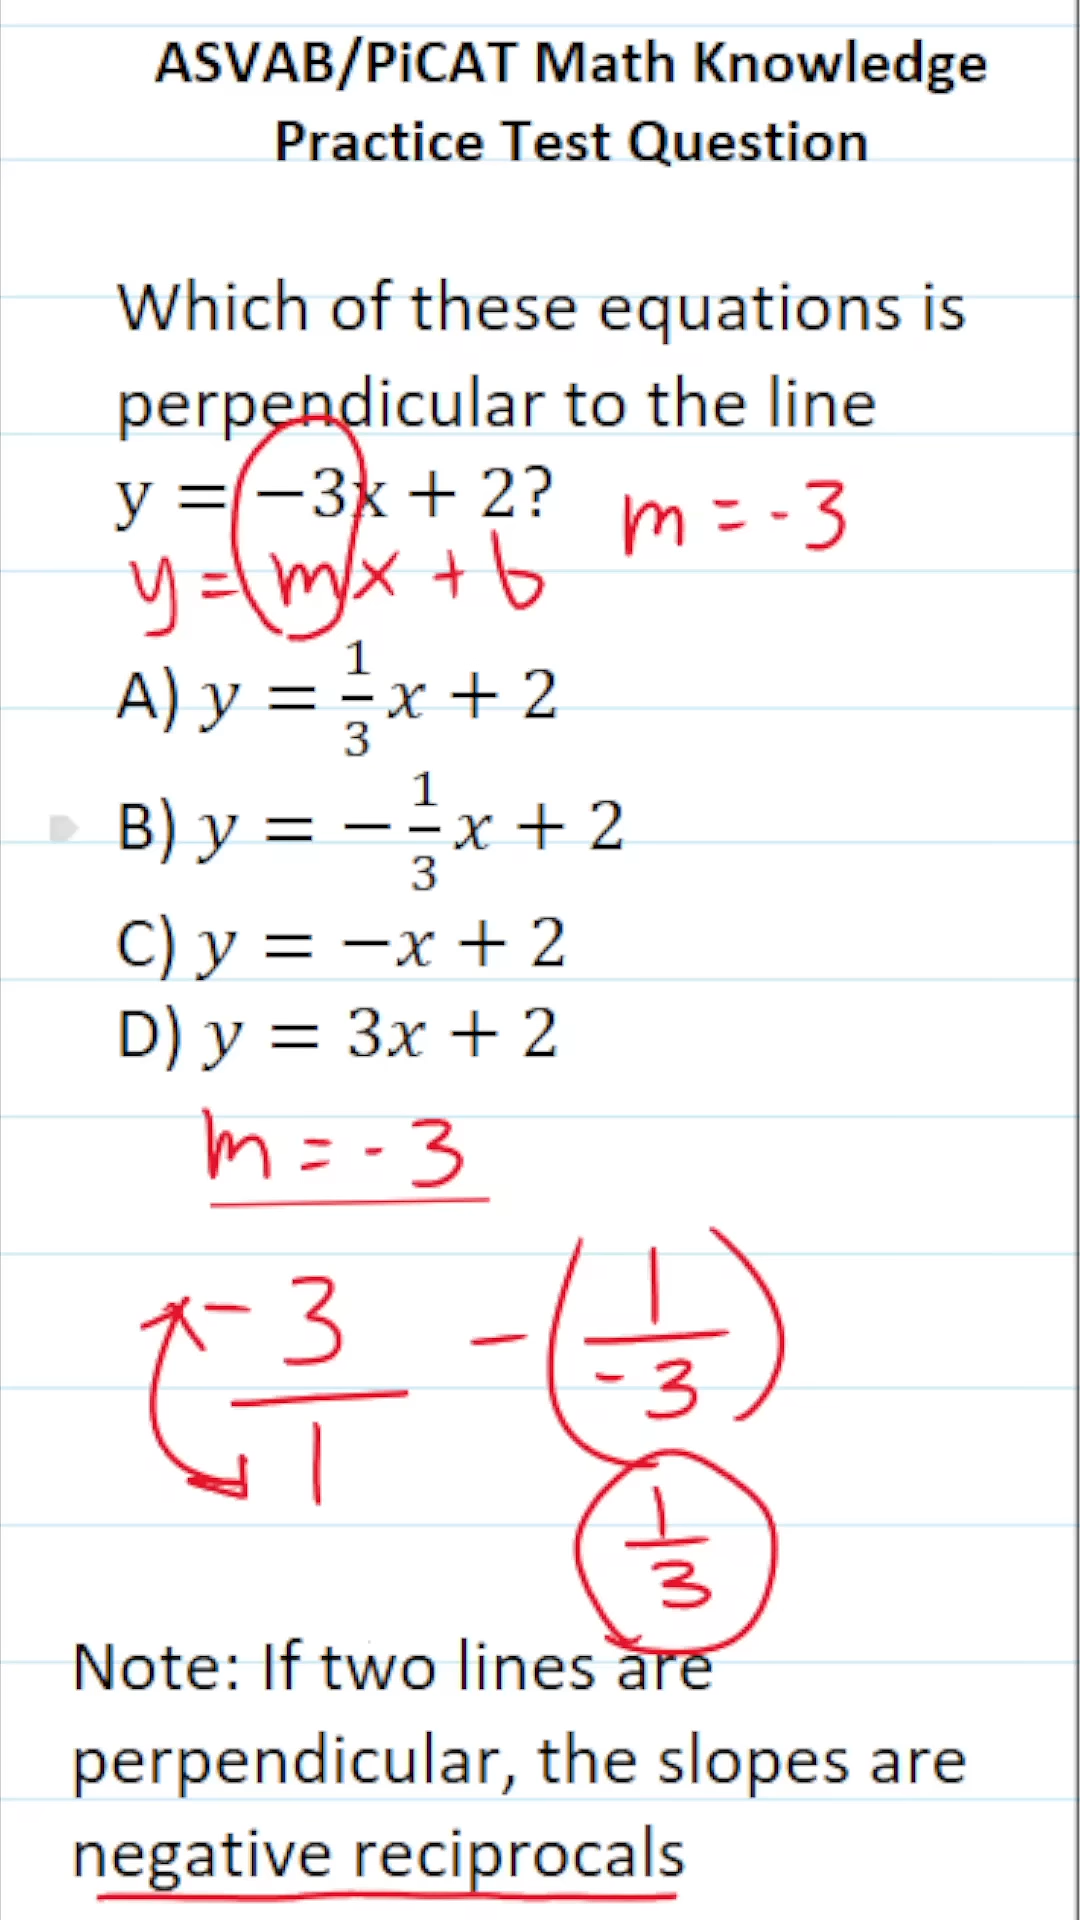 ASVAB/PiCAT Math Knowledge
Practice Test Question
Which of these equations is
perpendicular to the line
y = −3x + 2? m = -3
y = mx + b
A) y = 1/3 x + 2
B) y = − 1/3 x + 2
C) y = −x + 2
D) y = 3x + 2
m = -3
-3/1 -(1/-3)
1/3
Note: If two lines are
perpendicular, the slopes are
negative reciprocals